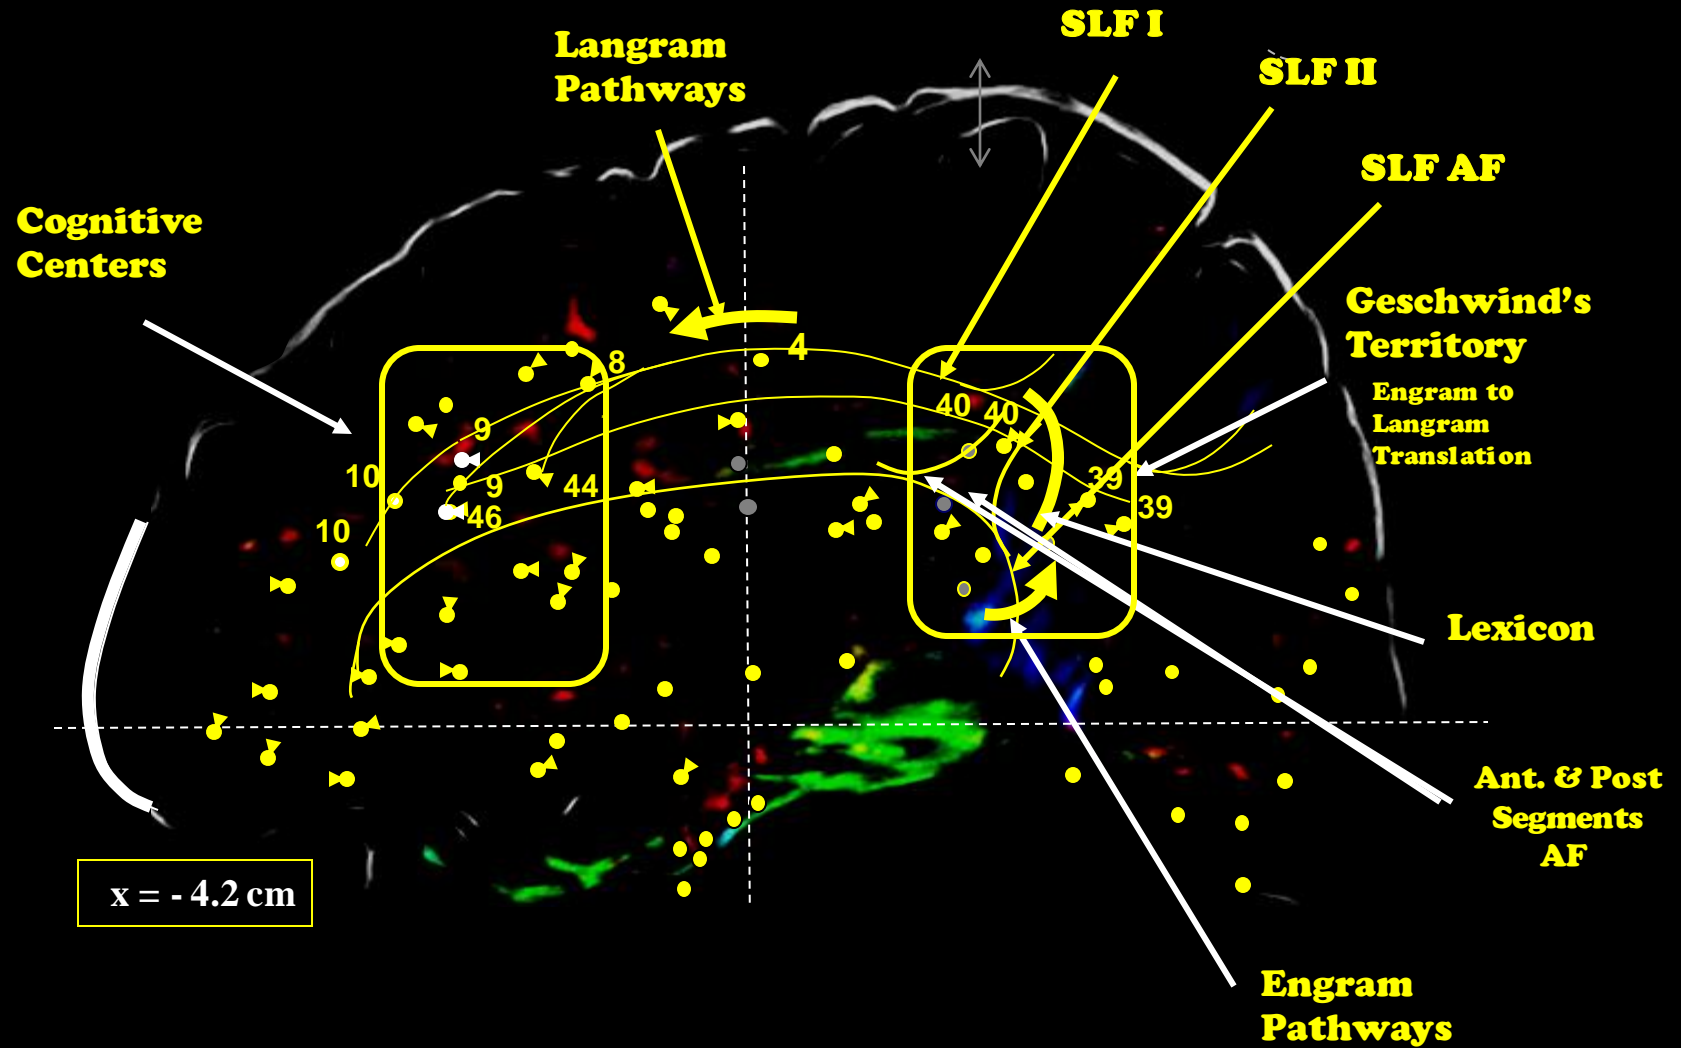 SLF I
Langram
Pathways
SLF II
SLF AF
Cognitive
Centers
Geschwind's
Territory
Engram to
Langram
Translation
4
8
40 40
9
10
9
44
39
46
39
10
Lexicon
Ant. & Post
Segments
AF
x = - 4.2 cm
Engram
Pathways